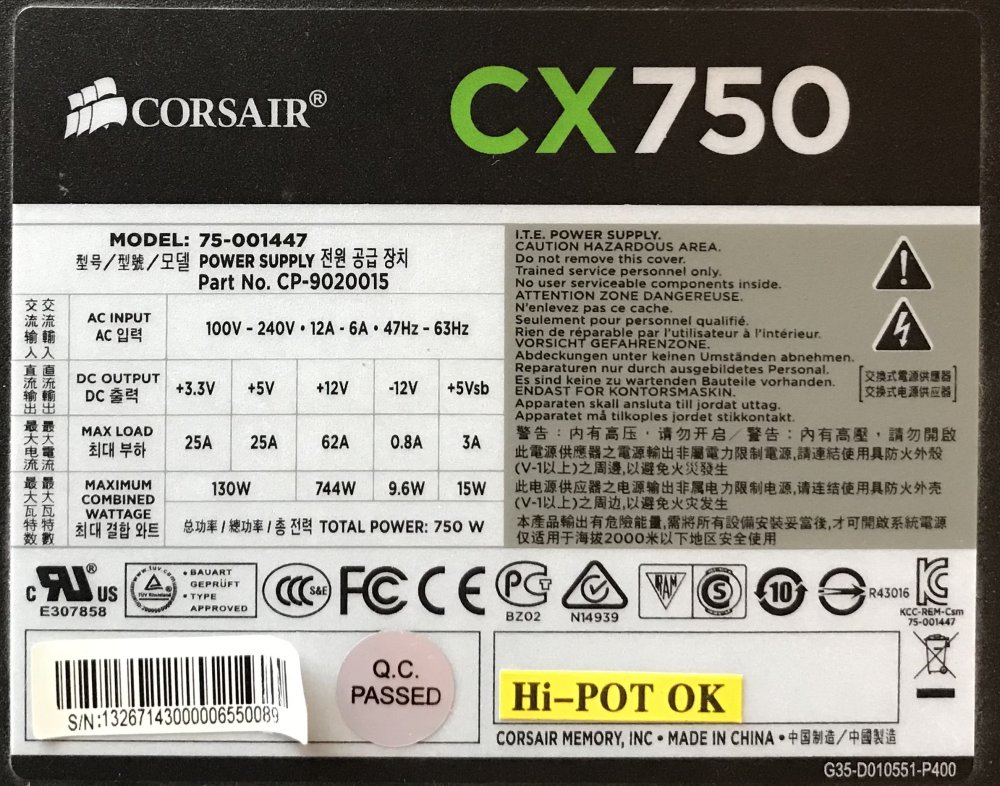 CORSAIR®
CX750
MODEL: 75-001447
型号/型號/모델 POWER SUPPLY 전원 공급 장치
Part No. CP-9020015
交流输入 交流輸入 AC INPUT AC 입력 100V - 240V • 12A - 6A • 47Hz - 63Hz
直流输出 直流輸出 DC OUTPUT DC 출력 +3.3V +5V +12V -12V +5Vsb
最大电流 最大電流 MAX LOAD 최대 부하 25A 25A 62A 0.8A 3A
最大瓦特数 最大瓦特數 MAXIMUM COMBINED WATTAGE 최대 결합 와트 130W 744W 9.6W 15W
总功率/總功率/총 전력 TOTAL POWER: 750 W
I.T.E. POWER SUPPLY.
CAUTION HAZARDOUS AREA.
Do not remove this cover.
Trained service personnel only.
No user serviceable components inside.
ATTENTION ZONE DANGEREUSE.
N'enlevez pas ce cache.
Seulement pour personnel qualifié.
Rien de réparable par l'utilisateur à l'intérieur.
VORSICHT GEFAHRENZONE.
Abdeckungen unter keinen Umständen abnehmen.
Reparaturen nur durch ausgebildetes Personal.
Es sind keine zu wartenden Bauteile vorhanden.
ENDAST FOR KONTORSMASKIN.
Apparaten skall ansluta till jordat uttag.
Apparatet må tilkoples jordet stikkontakt.
交換式電源供應器
交换式电源供应器
警告：内有高压，请勿开启／警告：內有高壓，請勿開啟
此電源供應器之電源輸出非屬電力限制電源,請連結使用具防火外殼
(V-1以上)之周邊,以避免火災發生
此电源供应器之电源输出非属电力限制电源,请连结使用具防火外壳
(V-1以上)之周边,以避免火灾发生
本產品輸出有危險能量,需將所有設備安裝妥當後,才可開啟系統電源
仅适用于海拔2000米以下地区安全使用
c RU® US
E307858
www.tuv.com
TÜV Rheinland
• BAUART
GEPRÜFT
• TYPE
APPROVED
CCC S&E
FC CE
PG
BZ02
N14939
IRAM
S
10
R43016
KC
KCC-REM-Csm
75-001447
S/N:13267143000006550089
Q.C.
PASSED
Hi-POT OK
CORSAIR MEMORY, INC • MADE IN CHINA • 中国制造/中國製造
G35-D010551-P400